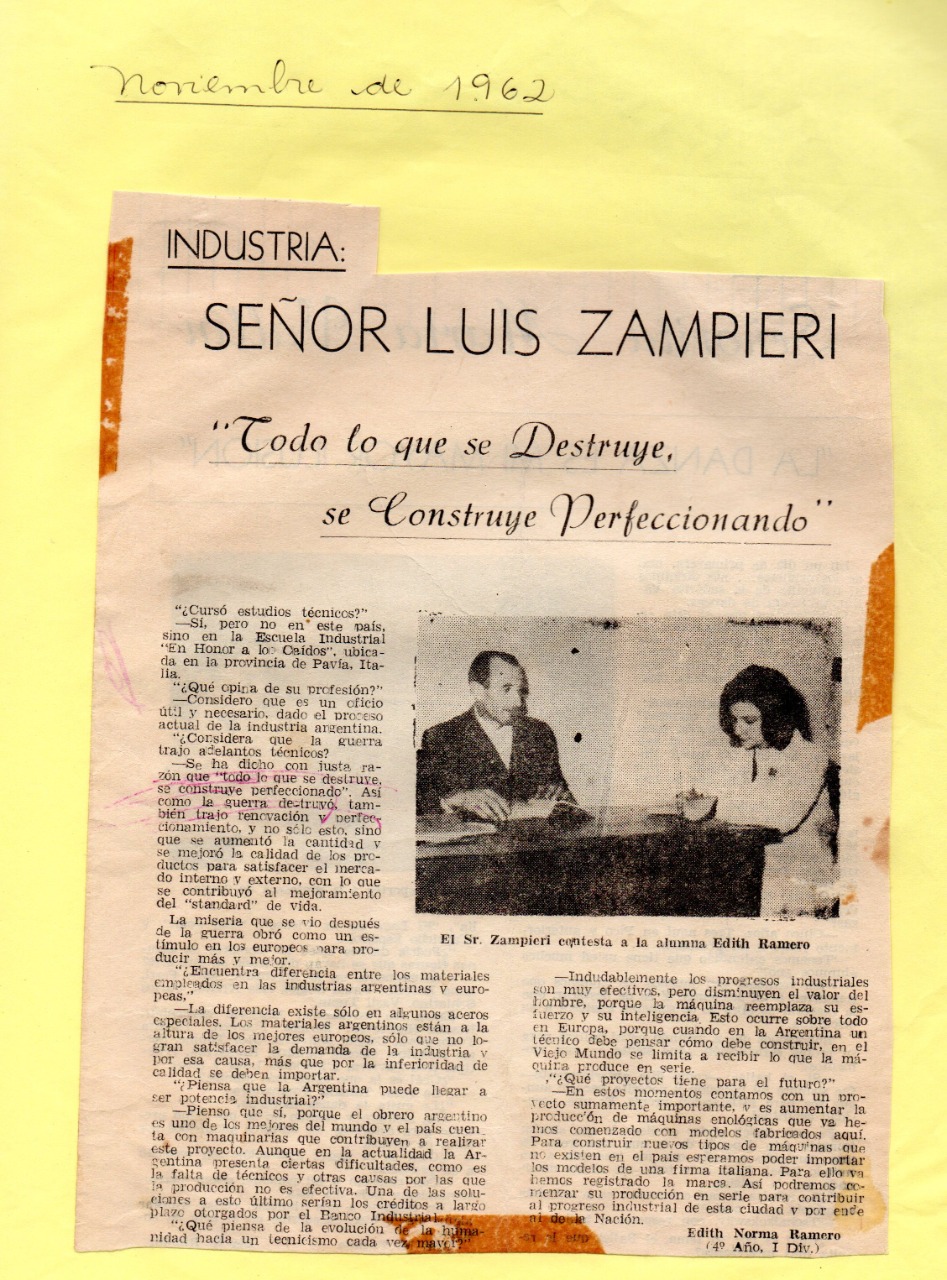 Noviembre de 1962
INDUSTRIA:
SEÑOR LUIS ZAMPIERI
"Todo lo que se Destruye,
se Construye Perfeccionando"
"¿Cursó estudios técnicos?"
—Sí, pero no en este país,
sino en la Escuela Industrial
"En Honor a los Caídos", ubica-
da en la provincia de Pavía, Ita-
lia.
"¿Qué opina de su profesión?"
—Considero que es un oficio
útil y necesario, dado el proceso
actual de la industria argentina.
"¿Considera que la guerra
trajo adelantos técnicos?
—Se ha dicho con justa ra-
zón que "todo lo que se destruye,
se construye perfeccionado". Así
como la guerra destruyó, tam-
bién trajo renovación y perfec-
cionamiento, y no sólo esto, sino
que se aumentó la cantidad y
se mejoró la calidad de los pro-
ductos para satisfacer el merca-
do interno y externo, con lo que
se contribuyó al mejoramiento
del "standard" de vida.
La miseria que se vio después
de la guerra obró como un es-
tímulo en los europeos para pro-
ducir más y mejor.
"¿Encuentra diferencia entre los materiales
empleados en las industrias argentinas y euro-
peas,"
—La diferencia existe sólo en algunos aceros
especiales. Los materiales argentinos están a la
altura de los mejores europeos, sólo que no lo-
gran satisfacer la demanda de la industria y
por esa causa, más que por la inferioridad de
calidad se deben importar.
"¿Piensa que la Argentina puede llegar a
ser potencia industrial?"
—Pienso que sí, porque el obrero argentino
es uno de los mejores del mundo y el país cuen
ta con maquinarias que contribuyen a realizar
este proyecto. Aunque en la actualidad la Ar-
gentina presenta ciertas dificultades, como es
la falta de técnicos y otras causas por las que
la producción no es efectiva. Una de las solu-
ciones a esto último serían los créditos a largo
plazo otorgados por el Banco Industrial.
"¿Qué piensa de la evolución de la huma-
nidad hacia un tecnicismo cada vez mayor?"
El Sr. Zampieri contesta a la alumna Edith Ramero
—Indudablemente los progresos industriales
son muy efectivos, pero disminuyen el valor del
hombre, porque la máquina reemplaza su es-
fuerzo y su inteligencia. Esto ocurre sobre todo
en Europa, porque cuando en la Argentina un
técnico debe pensar cómo debe construir, en el
Viejo Mundo se limita a recibir lo que la má-
quina produce en serie.
"¿Qué proyectos tiene para el futuro?"
—En estos momentos contamos con un pro-
yecto sumamente importante, y es aumentar la
producción de máquinas enológicas que ya he-
mos comenzado con modelos fabricados aquí.
Para construir nuevos tipos de máquinas que
no existen en el país esperamos poder importar
los modelos de una firma italiana. Para ello ya
hemos registrado la marca. Así podremos co-
menzar su producción en serie para contribuir
al progreso industrial de esta ciudad y por ende
al de la Nación.
Edith Norma Ramero
(4º Año, I Div.)